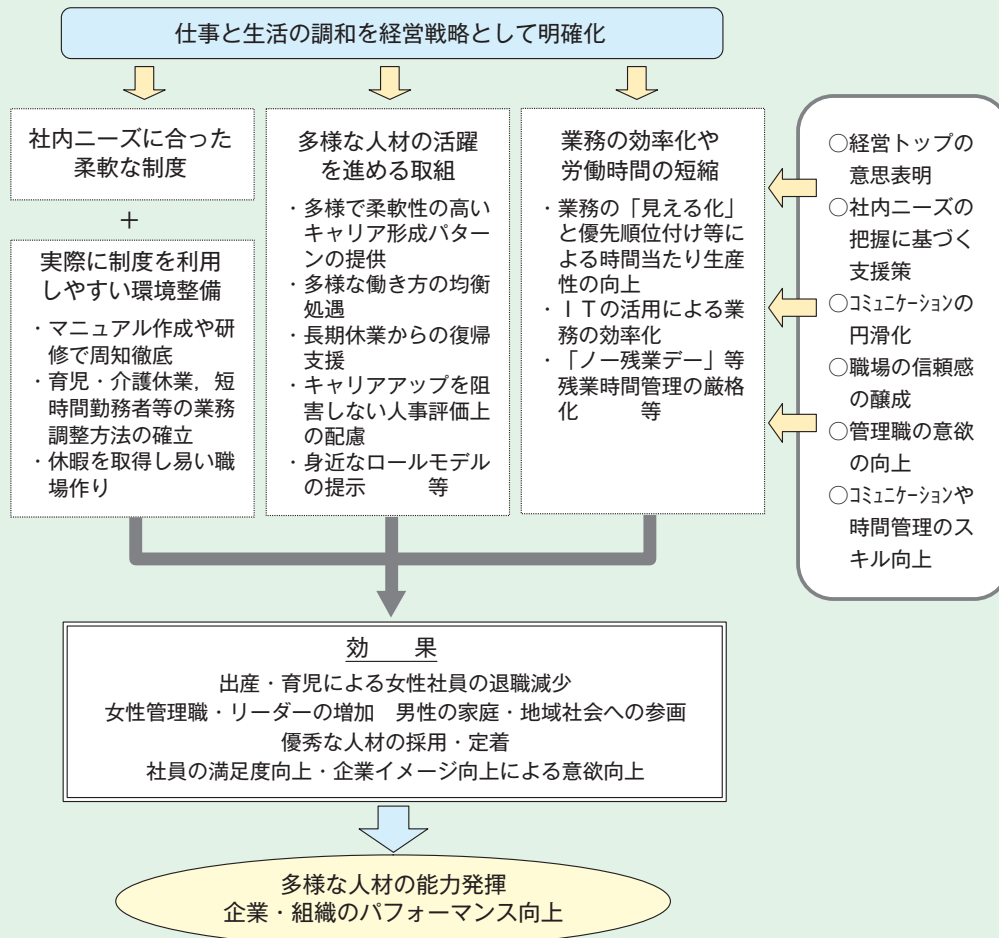 仕事と生活の調和を経営戦略として明確化
社内ニーズに合った
柔軟な制度
+
実際に制度を利用
しやすい環境整備
・マニュアル作成や研
修で周知徹底
・育児・介護休業，短
時間勤務者等の業務
調整方法の確立
・休暇を取得し易い職
場作り
多様な人材の活躍
を進める取組
・多様で柔軟性の高い
キャリア形成パター
ンの提供
・多様な働き方の均衡
処遇
・長期休業からの復帰
支援
・キャリアアップを阻
害しない人事評価上
の配慮
・身近なロールモデル
の提示　　等
業務の効率化や
労働時間の短縮
・業務の「見える化」
と優先順位付け等に
よる時間当たり生産
性の向上
・ＩＴの活用による業
務の効率化
・「ノー残業デー」等
残業時間管理の厳格
化　　等
○経営トップの
意思表明
○社内ニーズの
把握に基づく
支援策
○ｺﾐｭﾆｹｰｼｮﾝの
円滑化
○職場の信頼感
の醸成
○管理職の意欲
の向上
○ｺﾐｭﾆｹｰｼｮﾝや
時間管理のス
キル向上
効　果
出産・育児による女性社員の退職減少
女性管理職・リーダーの増加　男性の家庭・地域社会への参画
優秀な人材の採用・定着
社員の満足度向上・企業イメージ向上による意欲向上
多様な人材の能力発揮
企業・組織のパフォーマンス向上